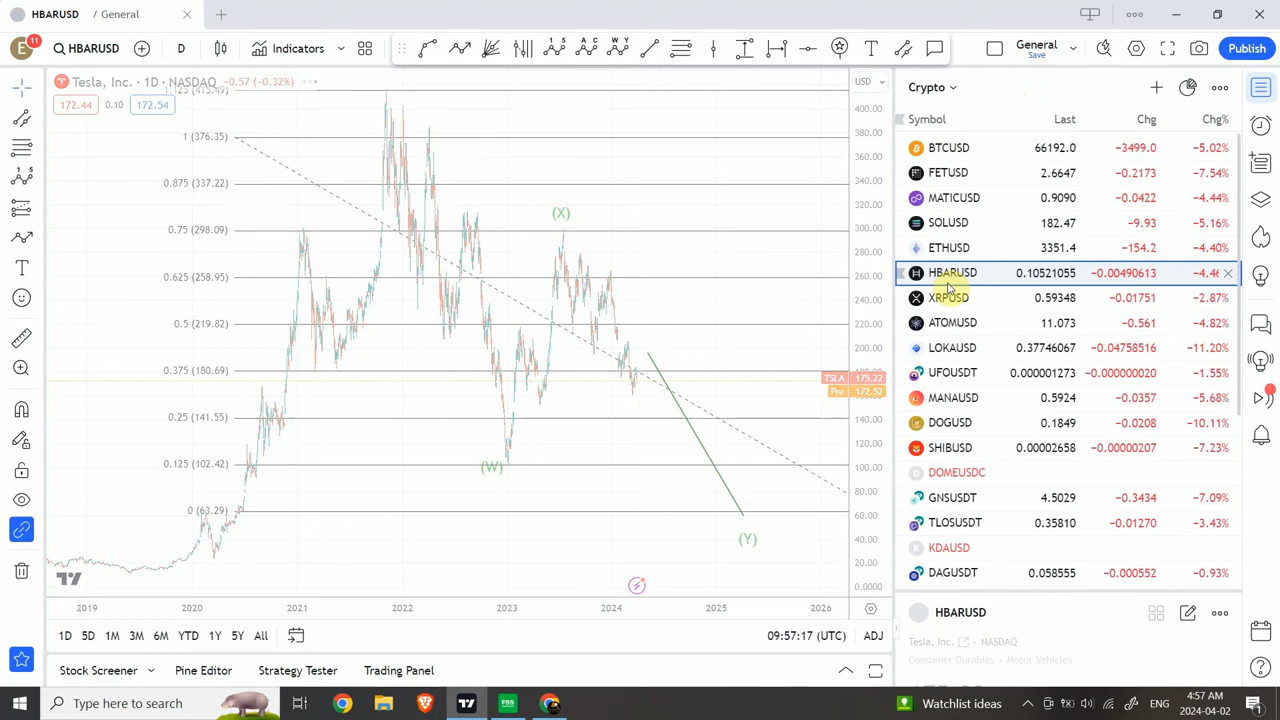 HBARUSD / General
E 11 HBARUSD D Indicators General Save Publish
Tesla, Inc. · 1D · NASDAQ −0.57 (−0.32%)
172.44 0.10 172.54
USD
1 (376.35)
0.875 (337.22)
0.75 (298.09)
0.625 (258.95)
0.5 (219.82)
0.375 (180.69)
0.25 (141.55)
0.125 (102.42)
0 (63.29)
(X)
(W)
(Y)
400.00
380.00
360.00
340.00
320.00
300.00
280.00
260.00
240.00
220.00
200.00
TSLA 175.22
Pre 172.52
140.00
120.00
100.00
80.00
60.00
40.00
20.00
0.0000
2019 2020 2021 2022 2023 2024 2025 2026
1D 5D 1M 3M 6M YTD 1Y 5Y All 09:57:17 (UTC) ADJ
Stock Screener Pine Editor Strategy Tester Trading Panel
Crypto
Symbol Last Chg Chg%
BTCUSD 66192.0 −3499.0 −5.02%
FETUSD 2.6647 −0.2173 −7.54%
MATICUSD 0.9090 −0.0422 −4.44%
SOLUSD 182.47 −9.93 −5.16%
ETHUSD 3351.4 −154.2 −4.40%
HBARUSD 0.10521055 −0.00490613 −4.46
XRPUSD 0.59348 −0.01751 −2.87%
ATOMUSD 11.073 −0.561 −4.82%
LOKAUSD 0.37746067 −0.04758516 −11.20%
UFOUSDT 0.000001273 −0.000000020 −1.55%
MANAUSD 0.5924 −0.0357 −5.68%
DOGUSD 0.1849 −0.0208 −10.11%
SHIBUSD 0.00002658 −0.00000207 −7.23%
DOMEUSDC
GNSUSDT 4.5029 −0.3434 −7.09%
TLOSUSDT 0.35810 −0.01270 −3.43%
KDAUSD
DAGUSDT 0.058555 −0.000552 −0.93%
HBARUSD
Tesla, Inc. · NASDAQ
Consumer Durables • Motor Vehicles
Type here to search
FBS
Watchlist ideas
ENG
4:57 AM
2024-04-02